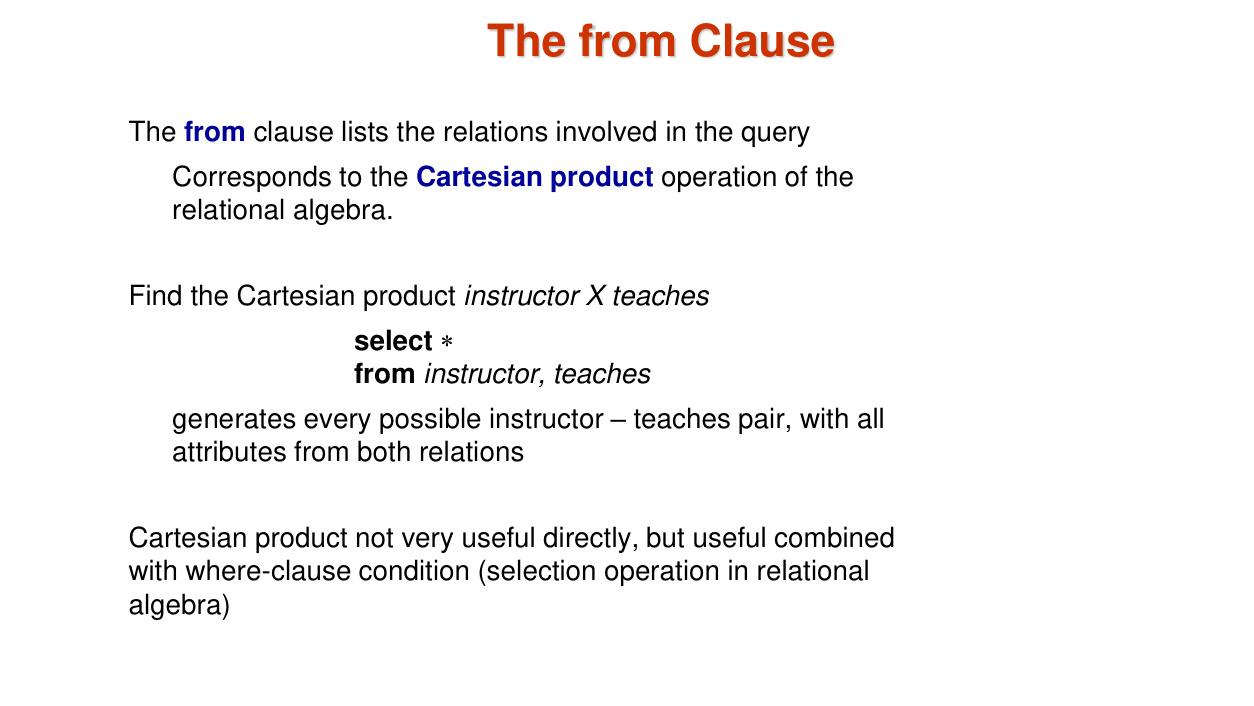 The from Clause
The from clause lists the relations involved in the query
Corresponds to the Cartesian product operation of the
relational algebra.
Find the Cartesian product instructor X teaches
select ∗
from instructor, teaches
generates every possible instructor – teaches pair, with all
attributes from both relations
Cartesian product not very useful directly, but useful combined
with where-clause condition (selection operation in relational
algebra)